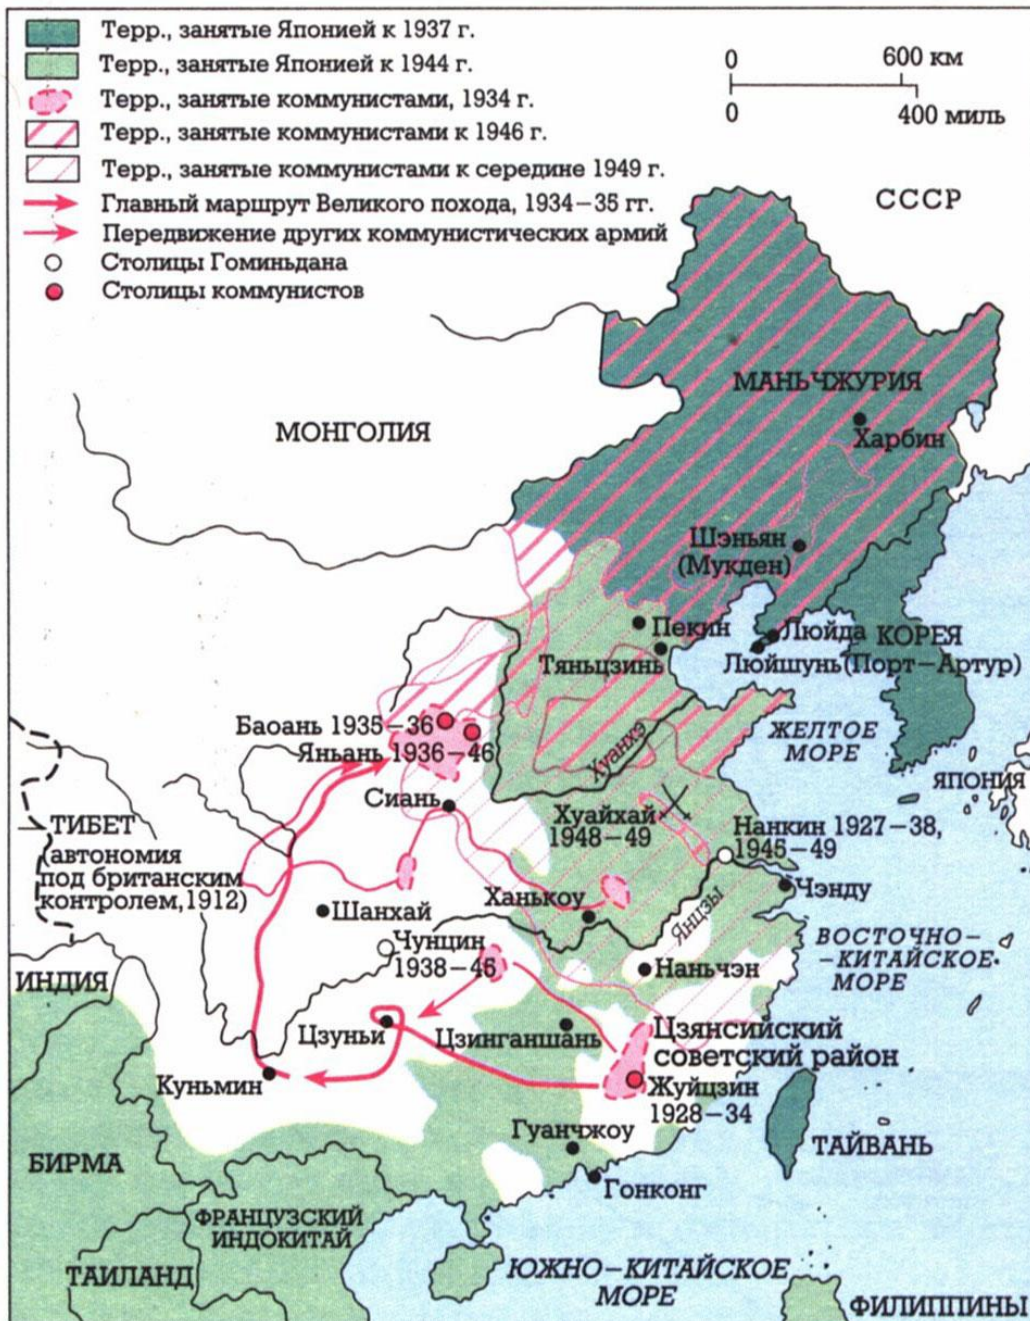 Терр., занятые Японией к 1937 г.
Терр., занятые Японией к 1944 г.
Терр., занятые коммунистами, 1934 г.
Терр., занятые коммунистами к 1946 г.
Терр., занятые коммунистами к середине 1949 г.
Главный маршрут Великого похода, 1934–35 гг.
Передвижение других коммунистических армий
Столицы Гоминьдана
Столицы коммунистов
0 600 км
0 400 миль
СССР
МАНЬЧЖУРИЯ
Харбин
МОНГОЛИЯ
Шэньян
(Мукден)
Пекин
Люйда
КОРЕЯ
Тяньцзинь
Люйшунь (Порт–Артур)
Баоань 1935–36
Яньань 1936–46
Хуанхэ
ЖЕЛТОЕ
МОРЕ
ЯПОНИЯ
Сиань
Хуайхай
1948–49
Нанкин 1927–38,
1945–49
ТИБЕТ
(автономия
под британским
контролем, 1912)
Чэнду
Шанхай
Ханькоу
Янцзы
Чунцин
1938–46
ВОСТОЧНО–
–КИТАЙСКОЕ
МОРЕ
ИНДИЯ
Наньчэн
Цзуньи
Цзинганшань
Цзянсийский
советский район
Куньмин
Жуйцзин
1928–34
Гуанчжоу
ТАЙВАНЬ
БИРМА
Гонконг
ФРАНЦУЗСКИЙ
ИНДОКИТАЙ
ТАИЛАНД
ЮЖНО–КИТАЙСКОЕ
МОРЕ
ФИЛИППИНЫ